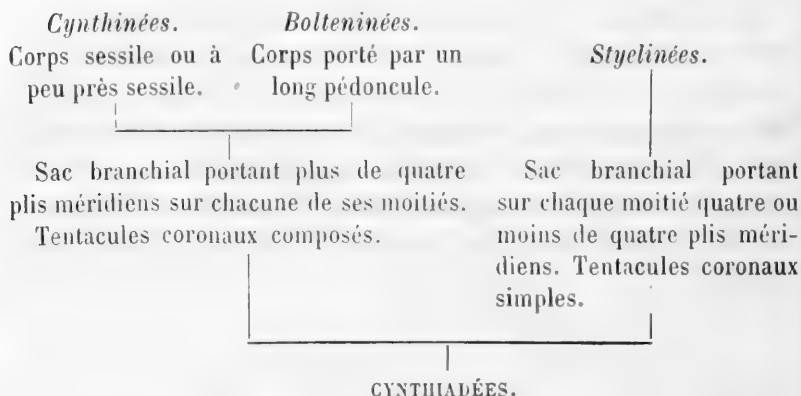 Cynthinées.
Corps sessile ou à
peu près sessile.
Bolteninées.
Corps porté par un
long pédoncule.
Styelinées.
Sac branchial portant plus de quatre
plis méridiens sur chacune de ses moitiés.
Tentacules coronaux composés.
Sac branchial portant
sur chaque moitié quatre ou
moins de quatre plis méri-
diens. Tentacules coronaux
simples.
CYNTHIADÉES.